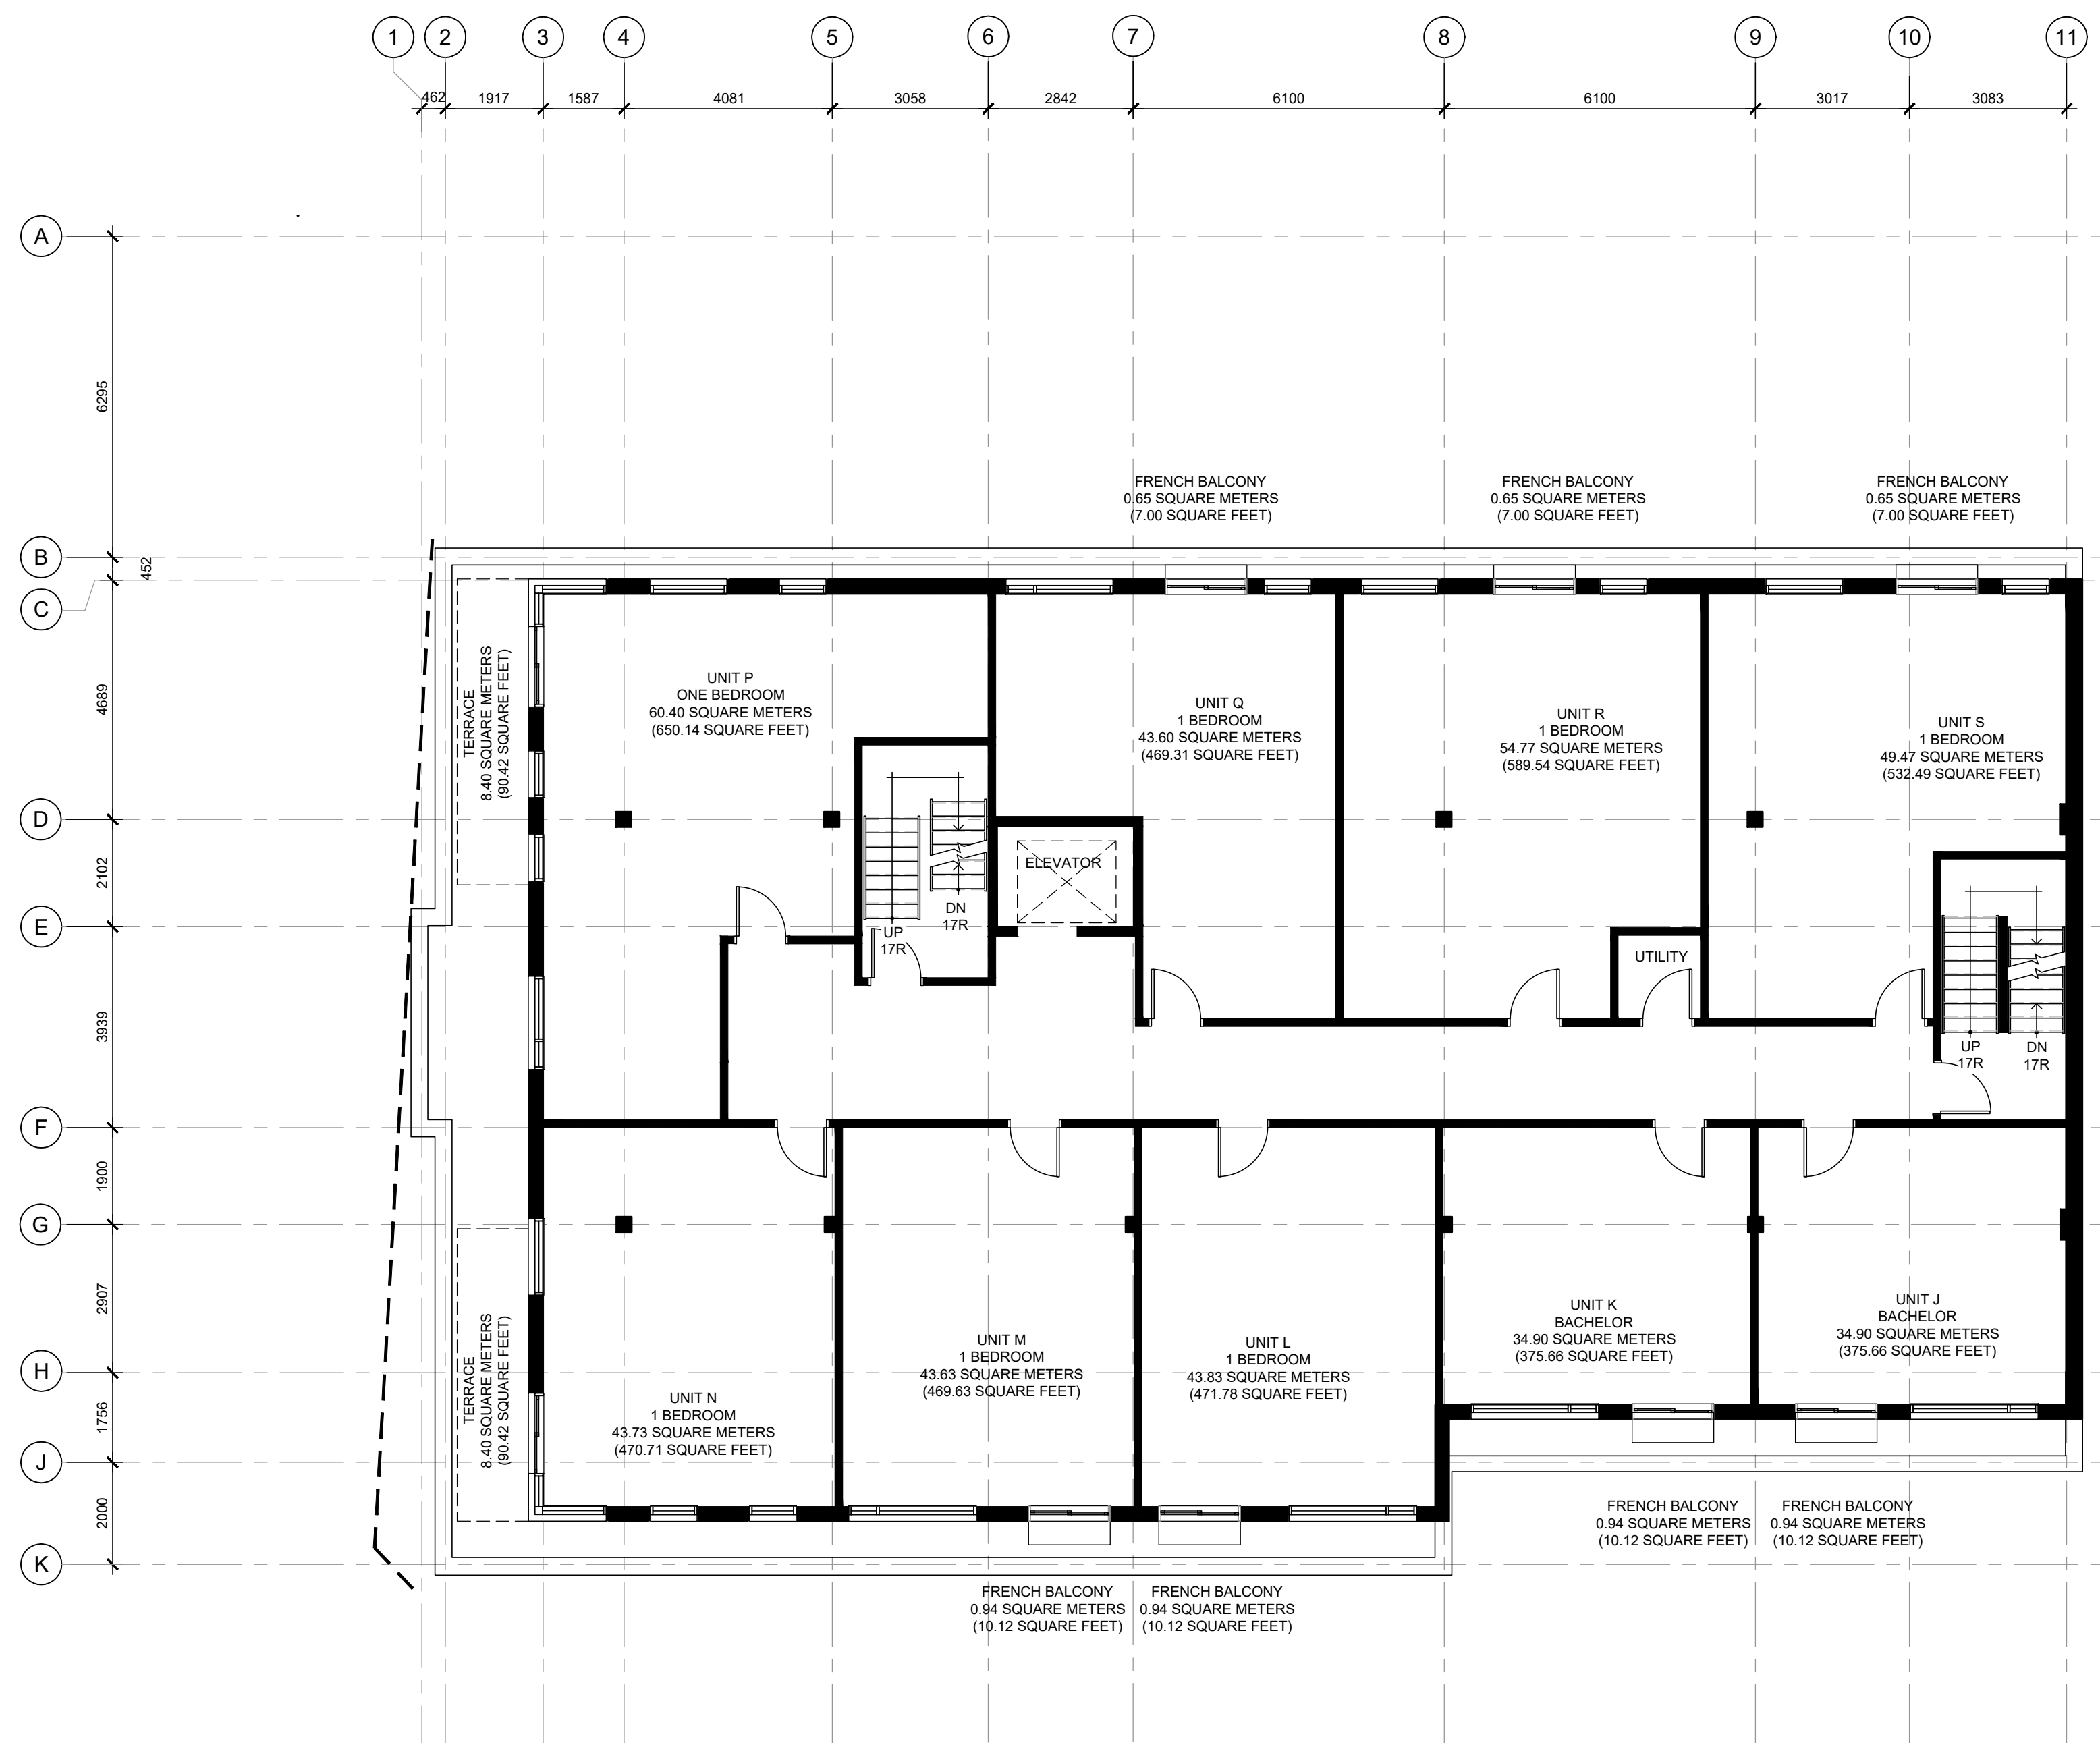 1 2 3 4 5 6 7 8 9 10 11
462 1917 1587 4081 3058 2842 6100 6100 3017 3083
A
6295
B
452
C
4689
D
2102
E
3939
F
1900
G
2907
H
1756
J
2000
K
FRENCH BALCONY
0.65 SQUARE METERS
(7.00 SQUARE FEET)
FRENCH BALCONY
0.65 SQUARE METERS
(7.00 SQUARE FEET)
FRENCH BALCONY
0.65 SQUARE METERS
(7.00 SQUARE FEET)
TERRACE
8.40 SQUARE METERS
(90.42 SQUARE FEET)
UNIT P
ONE BEDROOM
60.40 SQUARE METERS
(650.14 SQUARE FEET)
UNIT Q
1 BEDROOM
43.60 SQUARE METERS
(469.31 SQUARE FEET)
UNIT R
1 BEDROOM
54.77 SQUARE METERS
(589.54 SQUARE FEET)
UNIT S
1 BEDROOM
49.47 SQUARE METERS
(532.49 SQUARE FEET)
ELEVATOR
DN
17R
UP
17R
UTILITY
UP
17R
DN
17R
TERRACE
8.40 SQUARE METERS
(90.42 SQUARE FEET)
UNIT N
1 BEDROOM
43.73 SQUARE METERS
(470.71 SQUARE FEET)
UNIT M
1 BEDROOM
43.63 SQUARE METERS
(469.63 SQUARE FEET)
UNIT L
1 BEDROOM
43.83 SQUARE METERS
(471.78 SQUARE FEET)
UNIT K
BACHELOR
34.90 SQUARE METERS
(375.66 SQUARE FEET)
UNIT J
BACHELOR
34.90 SQUARE METERS
(375.66 SQUARE FEET)
FRENCH BALCONY
0.94 SQUARE METERS
(10.12 SQUARE FEET)
FRENCH BALCONY
0.94 SQUARE METERS
(10.12 SQUARE FEET)
FRENCH BALCONY
0.94 SQUARE METERS
(10.12 SQUARE FEET)
FRENCH BALCONY
0.94 SQUARE METERS
(10.12 SQUARE FEET)